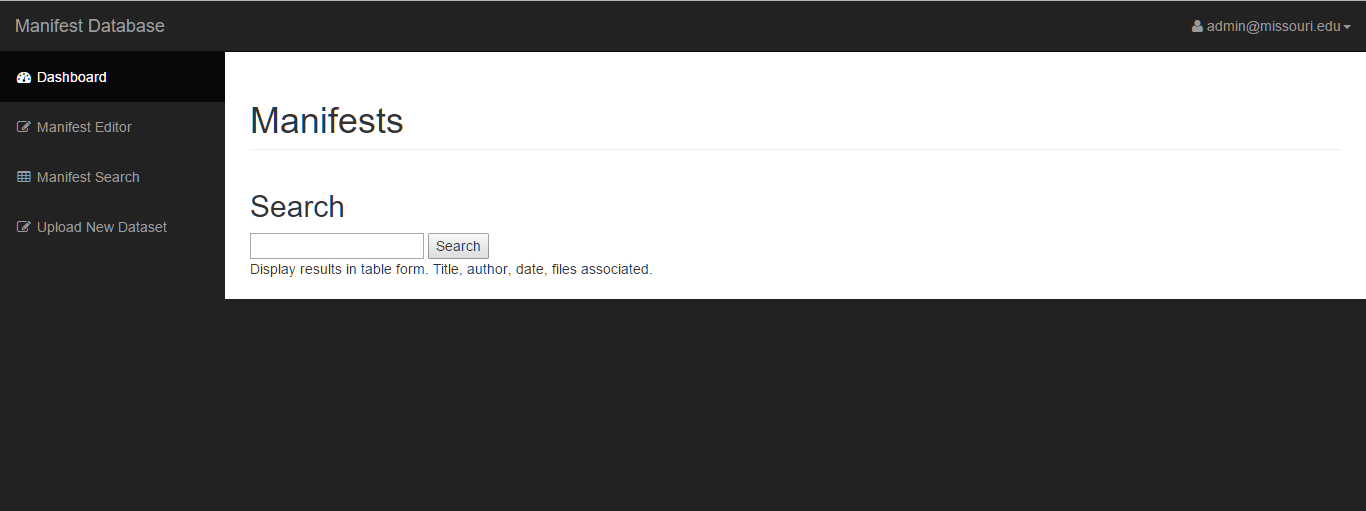 Manifest Database
admin@missouri.edu
Dashboard
Manifest Editor
Manifest Search
Upload New Dataset
Manifests
Search
Search
Display results in table form. Title, author, date, files associated.